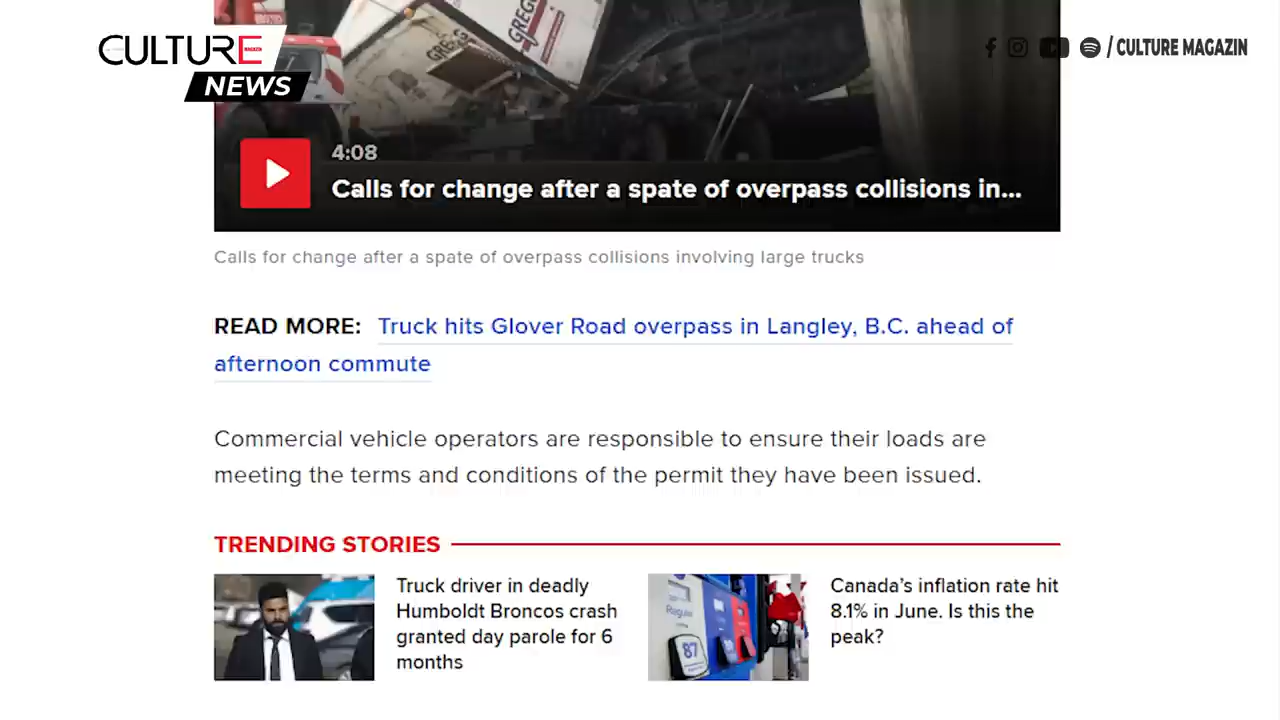 CULTURE
NEWS
/ CULTURE MAGAZIN
GREGG
GREGG
4:08
Calls for change after a spate of overpass collisions in...
Calls for change after a spate of overpass collisions involving large trucks
READ MORE: Truck hits Glover Road overpass in Langley, B.C. ahead of
afternoon commute
Commercial vehicle operators are responsible to ensure their loads are
meeting the terms and conditions of the permit they have been issued.
TRENDING STORIES
Truck driver in deadly
Humboldt Broncos crash
granted day parole for 6
months
Regular
87
Canada's inflation rate hit
8.1% in June. Is this the
peak?